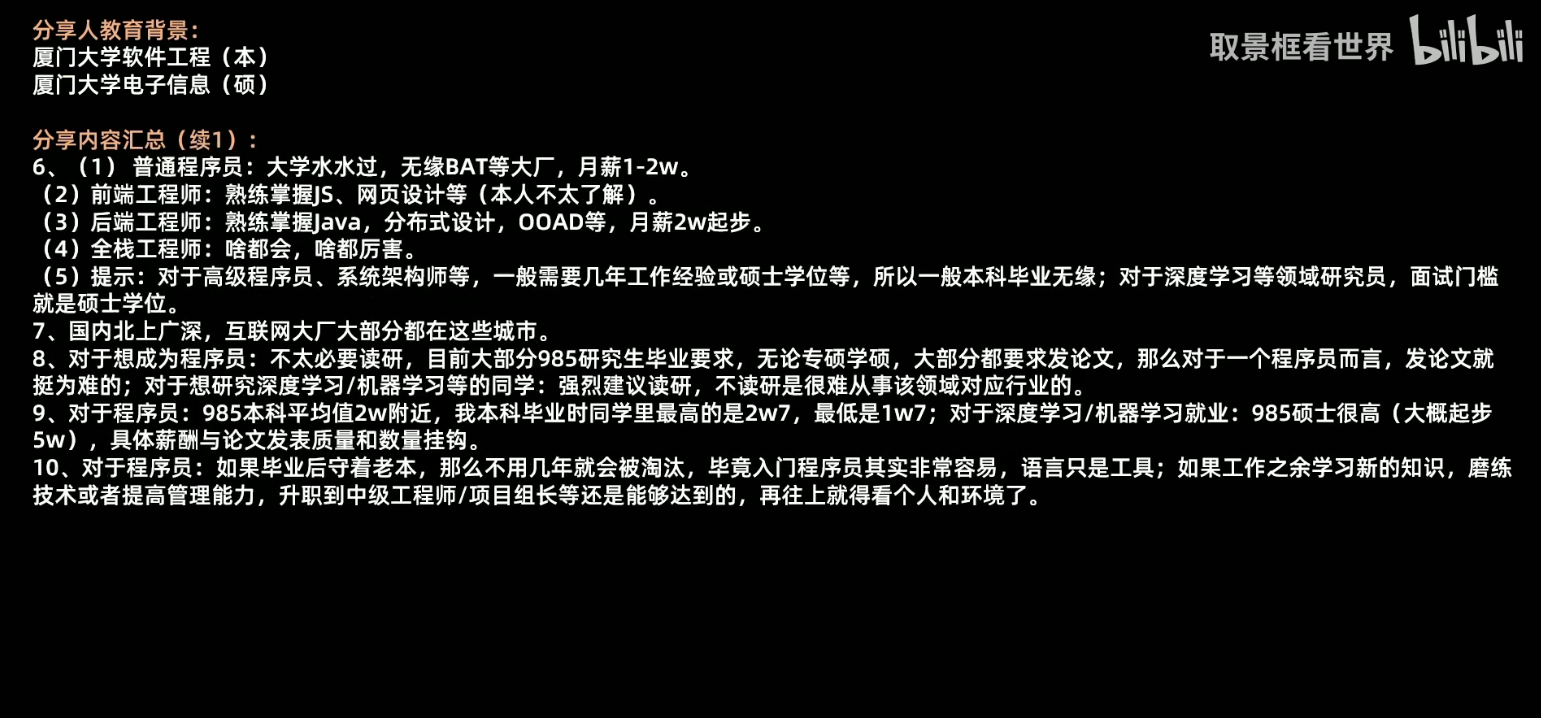 分享人教育背景：
取景框看世界 bilibili
厦门大学软件工程（本）
厦门大学电子信息（硕）
分享内容汇总（续1）：
6、（1） 普通程序员：大学水水过，无缘BAT等大厂，月薪1-2w。
（2）前端工程师：熟练掌握JS、网页设计等（本人不太了解）。
（3）后端工程师：熟练掌握Java，分布式设计，OOAD等，月薪2w起步。
（4）全栈工程师：啥都会，啥都厉害。
（5）提示：对于高级程序员、系统架构师等，一般需要几年工作经验或硕士学位等，所以一般本科毕业无缘；对于深度学习等领域研究员，面试门槛
就是硕士学位。
7、国内北上广深，互联网大厂大部分都在这些城市。
8、对于想成为程序员：不太必要读研，目前大部分985研究生毕业要求，无论专硕学硕，大部分都要求发论文，那么对于一个程序员而言，发论文就
挺为难的；对于想研究深度学习/机器学习等的同学：强烈建议读研，不读研是很难从事该领域对应行业的。
9、对于程序员：985本科平均值2w附近，我本科毕业时同学里最高的是2w7，最低是1w7；对于深度学习/机器学习就业：985硕士很高（大概起步
5w），具体薪酬与论文发表质量和数量挂钩。
10、对于程序员：如果毕业后守着老本，那么不用几年就会被淘汰，毕竟入门程序员其实非常容易，语言只是工具；如果工作之余学习新的知识，磨练
技术或者提高管理能力，升职到中级工程师/项目组长等还是能够达到的，再往上就得看个人和环境了。